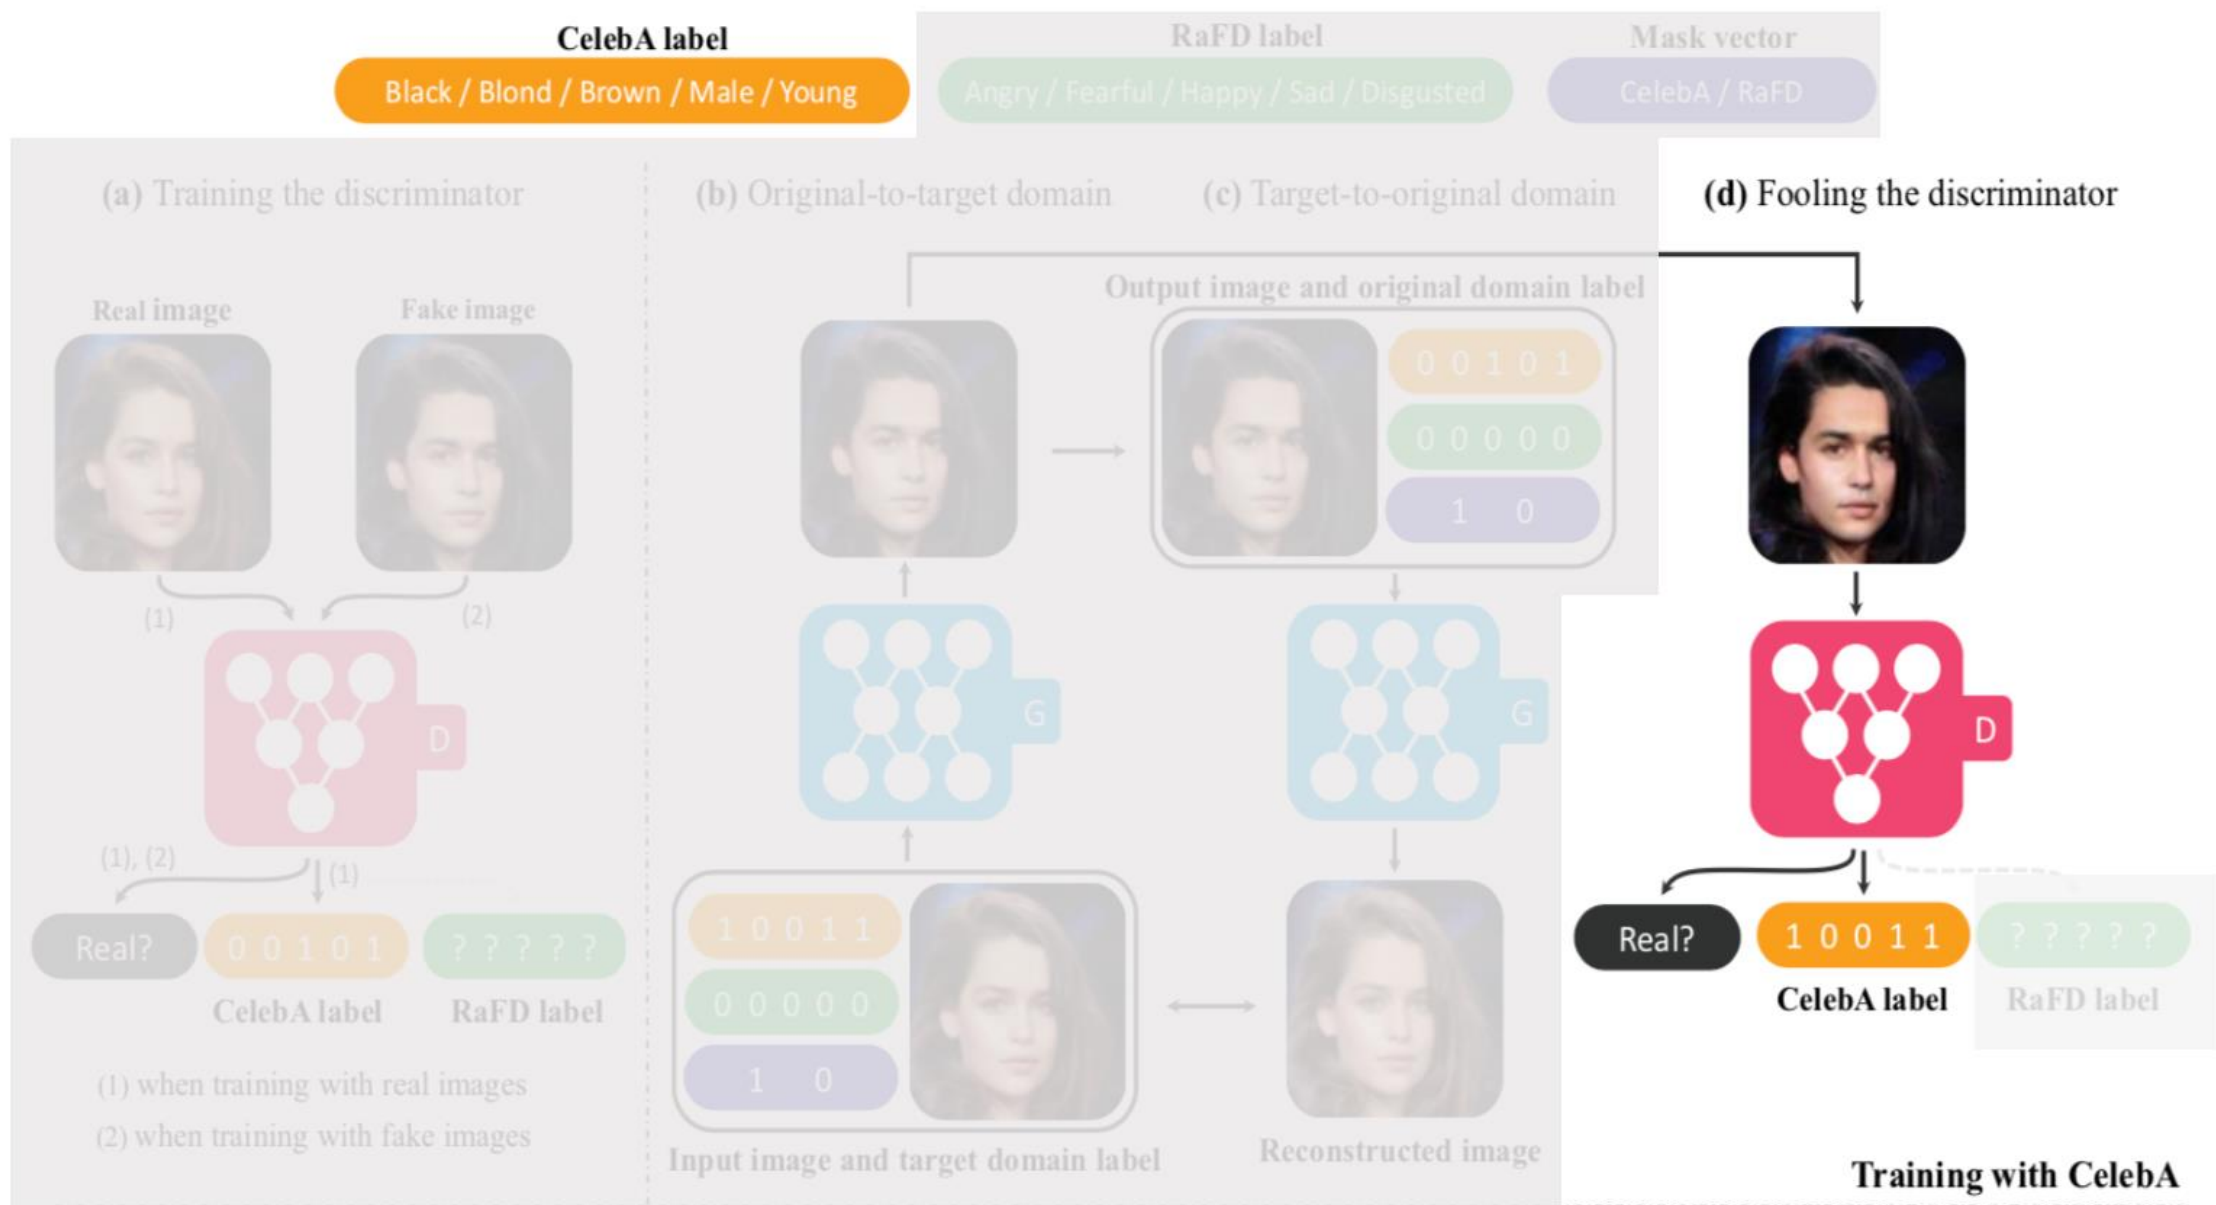 CelebA label
Black / Blond / Brown / Male / Young
RaFD label
Angry / Fearful / Happy / Sad / Disgusted
Mask vector
CelebA / RaFD
(a) Training the discriminator
Real image
Fake image
(1)
(2)
D
(1), (2)
(1)
Real?
0 0 1 0 1
? ? ? ? ?
CelebA label
RaFD label
(1) when training with real images
(2) when training with fake images
(b) Original-to-target domain
G
1 0 0 1 1
0 0 0 0 0
1 0
Input image and target domain label
(c) Target-to-original domain
Output image and original domain label
0 0 1 0 1
0 0 0 0 0
1 0
G
Reconstructed image
(d) Fooling the discriminator
D
Real?
1 0 0 1 1
? ? ? ? ?
CelebA label
RaFD label
Training with CelebA